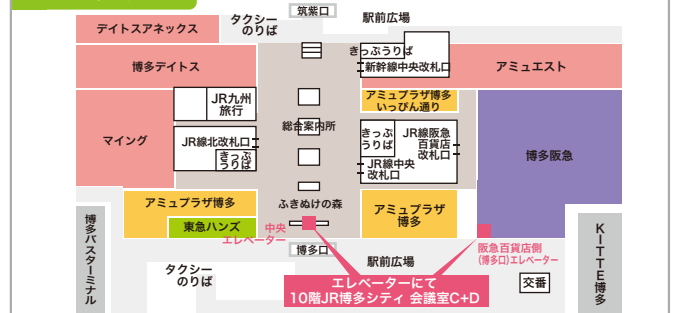 筑紫口
タクシー
のりば
駅前広場
デイトスアネックス
きっぷうりば
新幹線中央改札口
博多デイトス
アミュエスト
JR九州
旅行
アミュプラザ博多
いっぴん通り
マイング
総合案内所
JR線北改札口
きっぷ
うりば
きっぷ
うりば
JR線阪急
百貨店
改札口
JR線中央
改札口
博多阪急
アミュプラザ博多
ふきぬけの森
アミュプラザ
博多
東急ハンズ
中央
エレベーター
博多バスターミナル
KITTE博多
博多口
阪急百貨店側
(博多口)エレベーター
駅前広場
タクシー
のりば
エレベーターにて
10階JR博多シティ 会議室C+D
交番